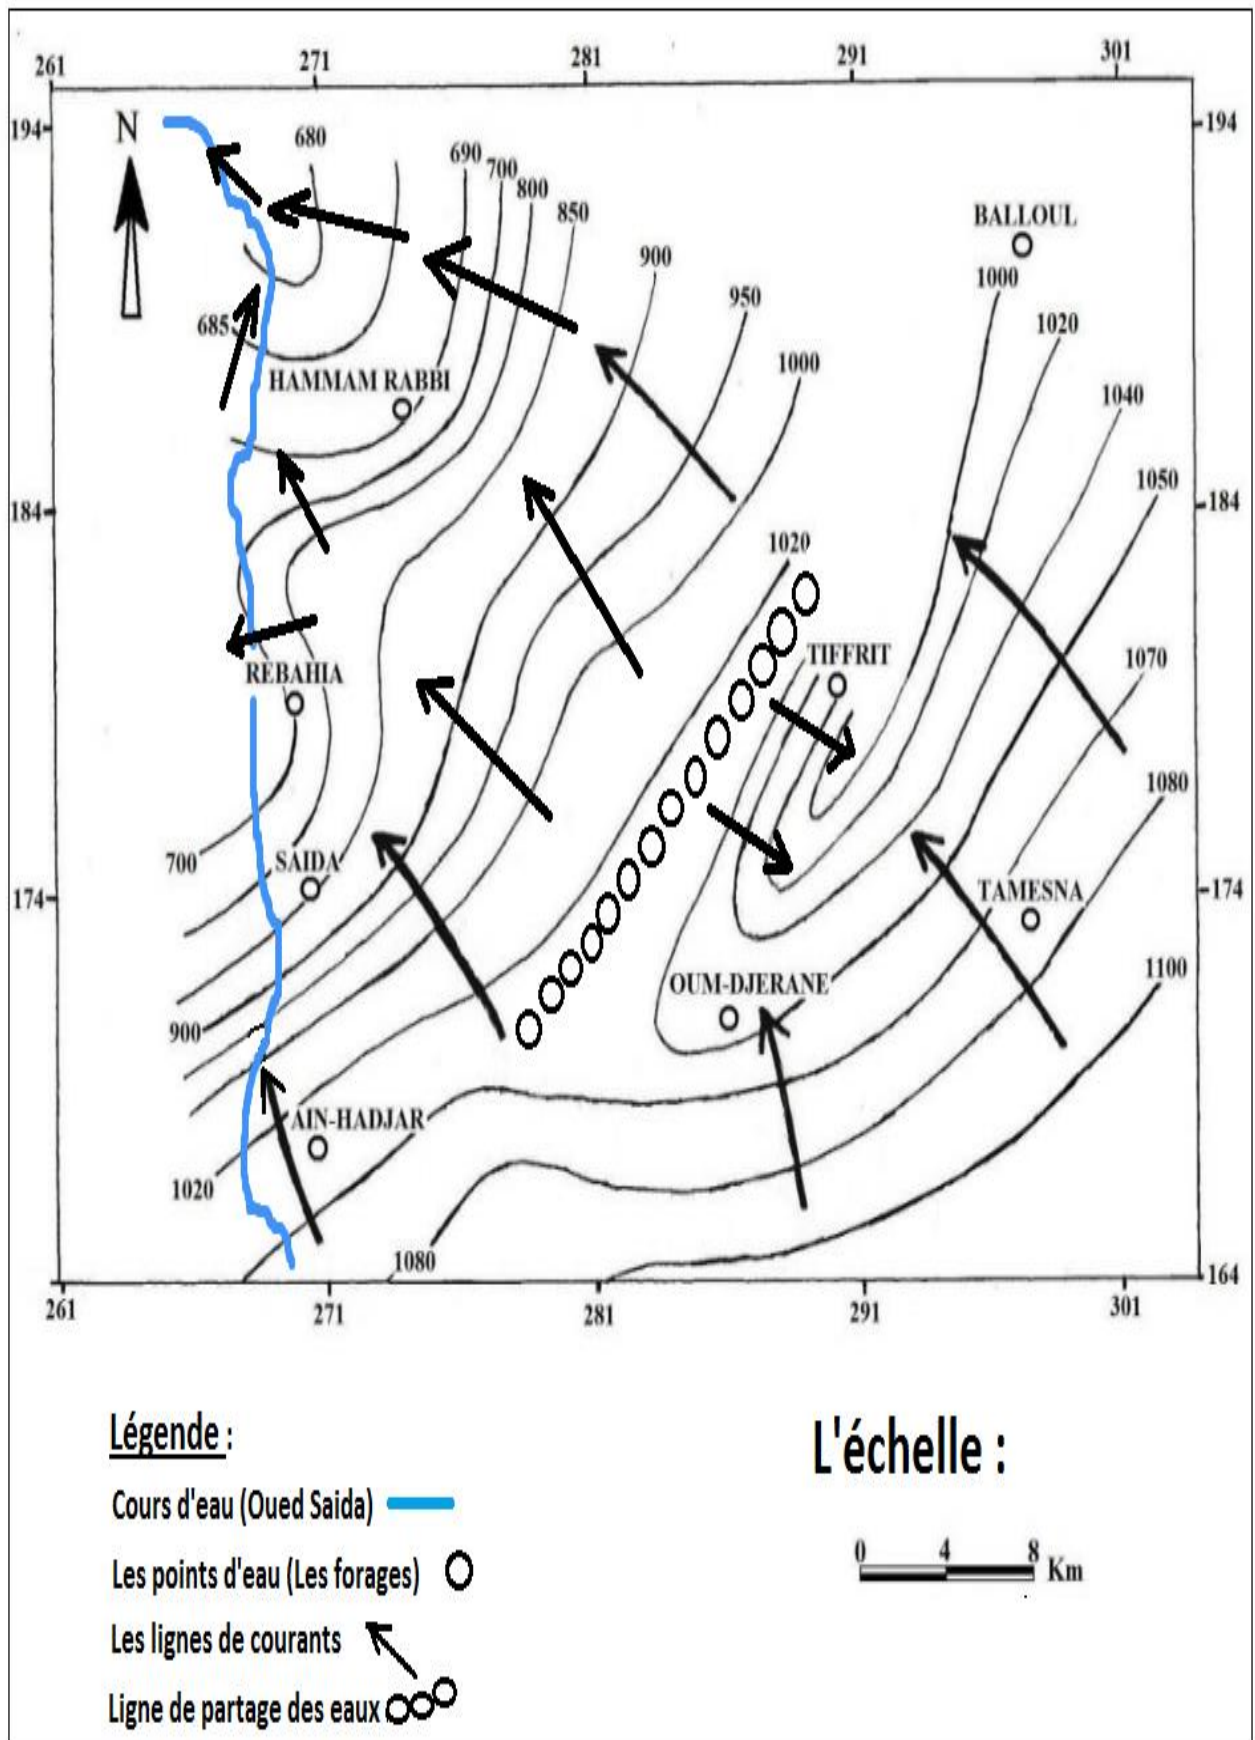 261 271 281 291 301
194 194
N
680
690 700 800 850
BALLOUL
900
1000
950
685
1020
1000
HAMMAM RABBI
1040
1050
184 184
1020
TIFFRIT
1070
REBAHIA
1080
700
SAIDA
174 174
TAMESNA
1100
OUM-DJERANE
900
AIN-HADJAR
1020
1080
164
261 271 281 291 301
Légende :
L'échelle :
Cours d'eau (Oued Saida)
0 4 8 Km
Les points d'eau (Les forages)
Les lignes de courants
Ligne de partage des eaux